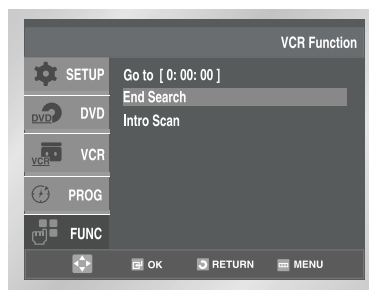 VCR Function
SETUP
Go to [ 0: 00: 00 ]
End Search
DVD DVD
Intro Scan
VCR VCR
PROG
FUNC
OK RETURN MENU